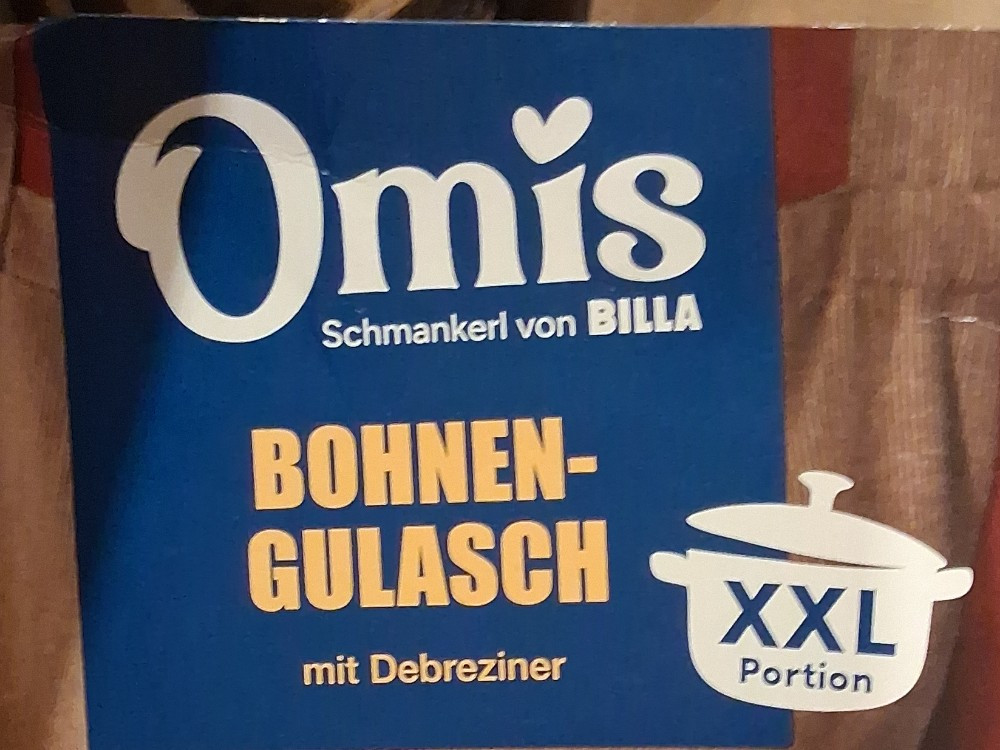 Omis
Schmankerl von BILLA
BOHNEN-
GULASCH
mit Debreziner
XXL
Portion